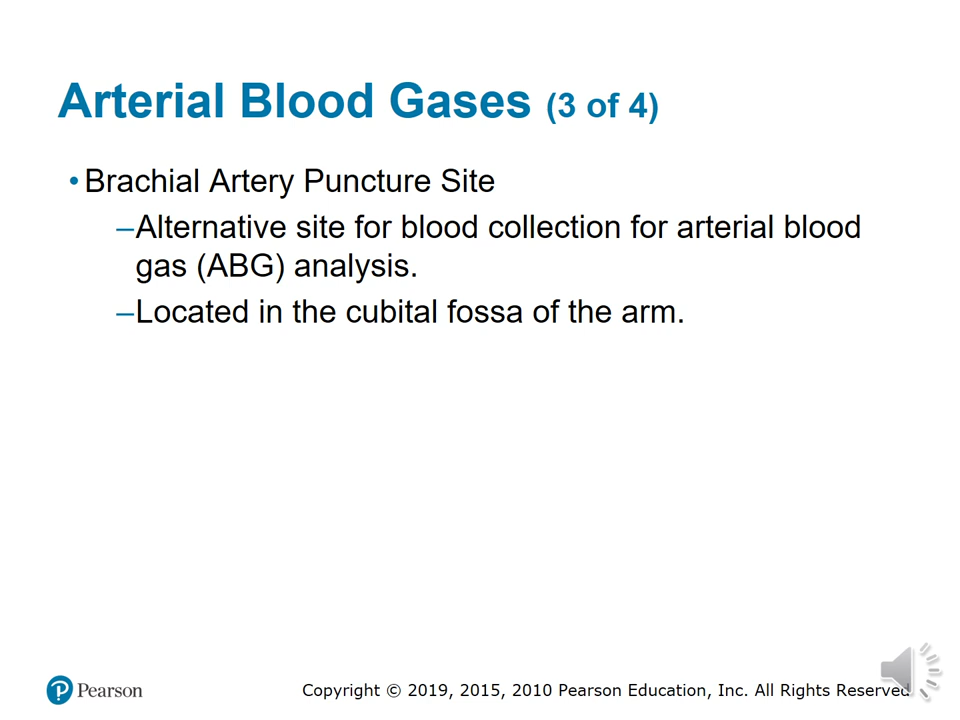 Arterial Blood Gases (3 of 4)
• Brachial Artery Puncture Site
–Alternative site for blood collection for arterial blood
gas (ABG) analysis.
–Located in the cubital fossa of the arm.
Pearson
Copyright © 2019, 2015, 2010 Pearson Education, Inc. All Rights Reserved